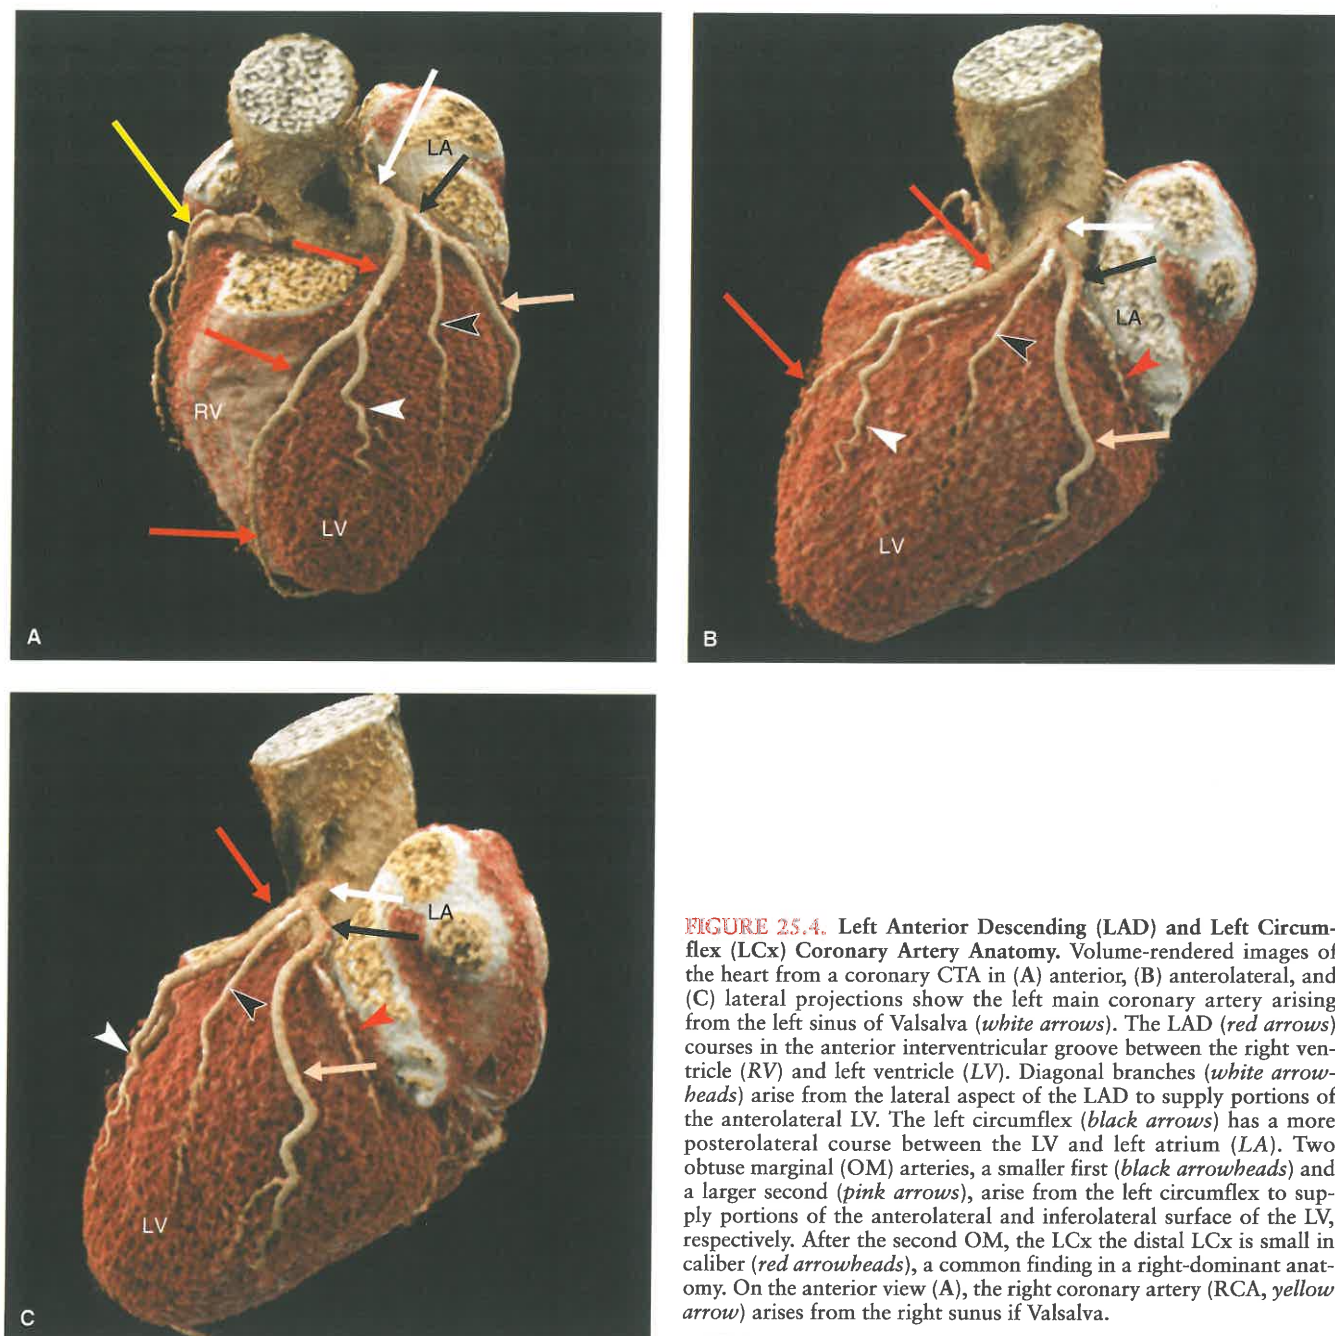 LA
RV
LV
A
LA
LV
B
LA
LV
C
FIGURE 25.4. Left Anterior Descending (LAD) and Left Circum-
flex (LCx) Coronary Artery Anatomy. Volume-rendered images of
the heart from a coronary CTA in (A) anterior, (B) anterolateral, and
(C) lateral projections show the left main coronary artery arising
from the left sinus of Valsalva (white arrows). The LAD (red arrows)
courses in the anterior interventricular groove between the right ven-
tricle (RV) and left ventricle (LV). Diagonal branches (white arrow-
heads) arise from the lateral aspect of the LAD to supply portions of
the anterolateral LV. The left circumflex (black arrows) has a more
posterolateral course between the LV and left atrium (LA). Two
obtuse marginal (OM) arteries, a smaller first (black arrowheads) and
a larger second (pink arrows), arise from the left circumflex to sup-
ply portions of the anterolateral and inferolateral surface of the LV,
respectively. After the second OM, the LCx the distal LCx is small in
caliber (red arrowheads), a common finding in a right-dominant anat-
omy. On the anterior view (A), the right coronary artery (RCA, yellow
arrow) arises from the right sunus if Valsalva.